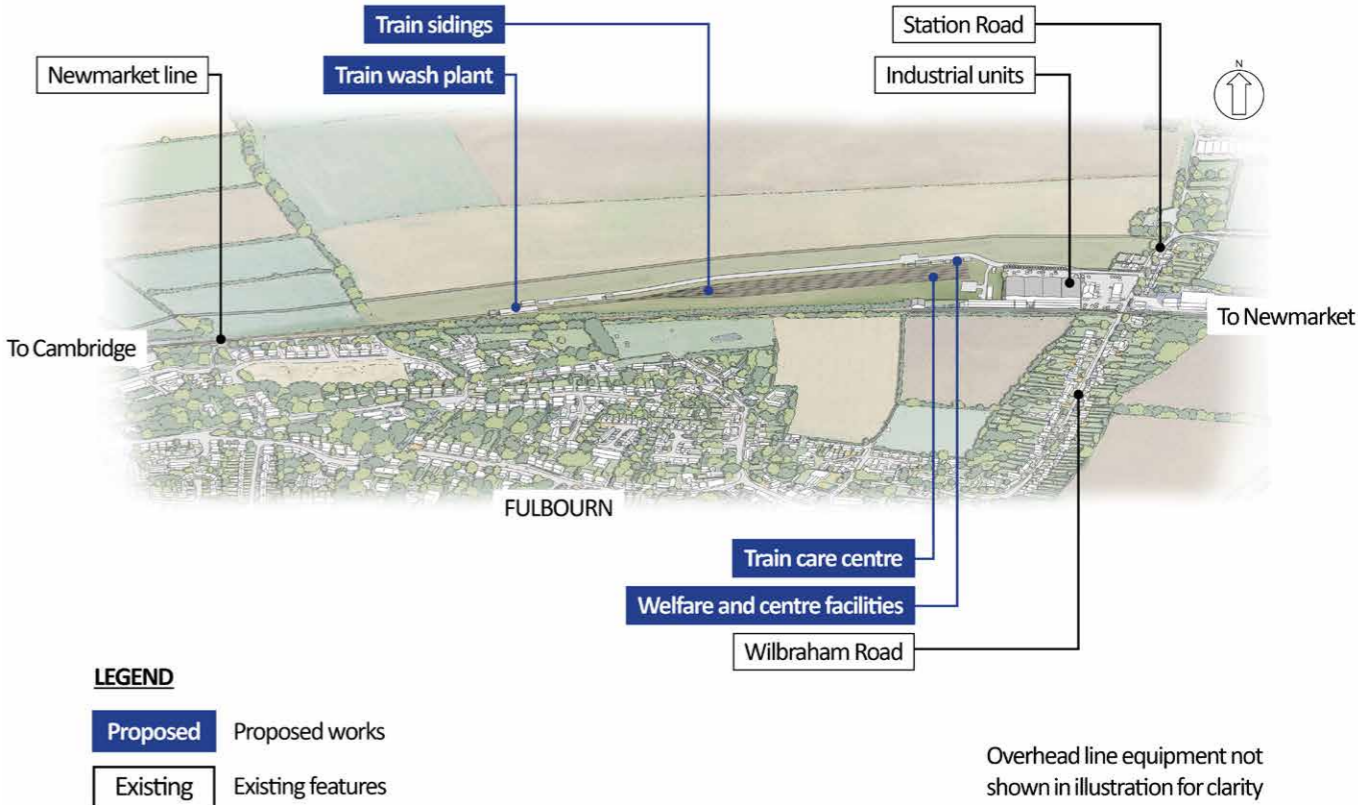 Train sidings
Station Road
Newmarket line
Train wash plant
Industrial units
N
To Cambridge
To Newmarket
FULBOURN
Train care centre
Welfare and centre facilities
Wilbraham Road
LEGEND
Proposed Proposed works
Existing Existing features
Overhead line equipment not
shown in illustration for clarity